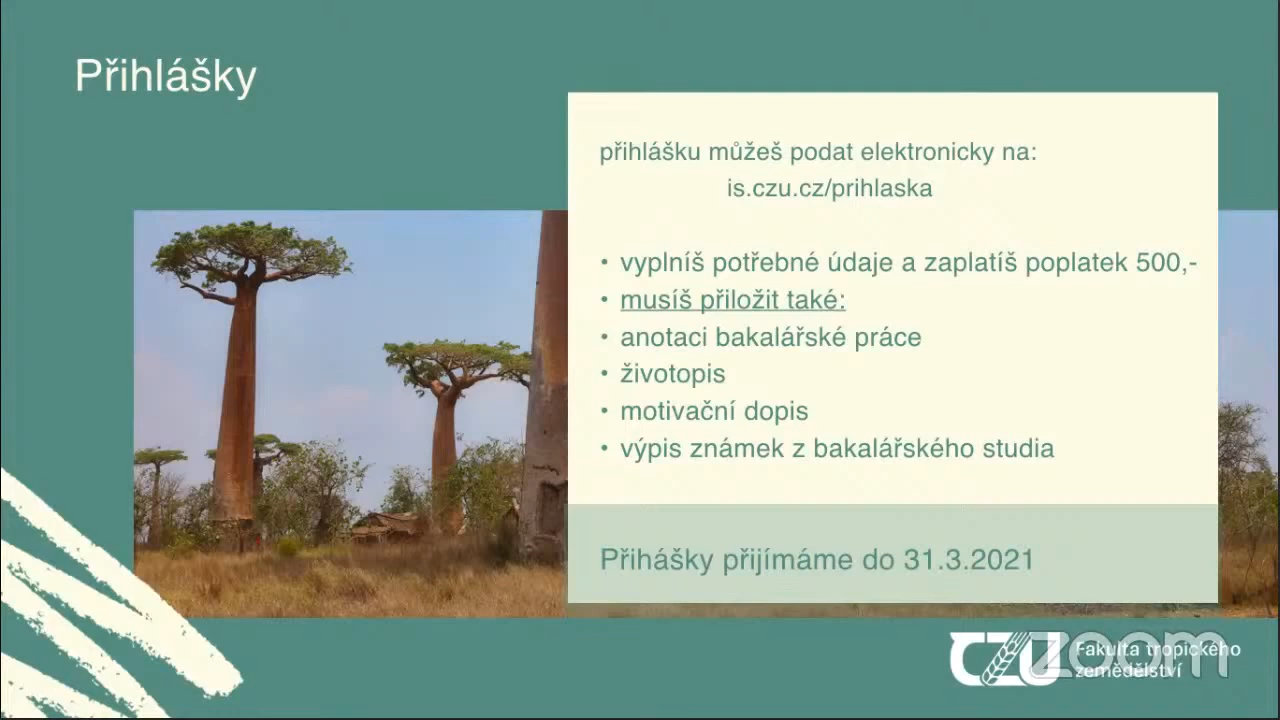 Přihlášky
přihlášku můžeš podat elektronicky na:
is.czu.cz/prihlaska
• vyplníš potřebné údaje a zaplatíš poplatek 500,-
• musíš přiložit také:
• anotaci bakalářské práce
• životopis
• motivační dopis
• výpis známek z bakalářského studia
Přihášky přijímáme do 31.3.2021
CZU
zoom
Fakulta tropického
zemědělství